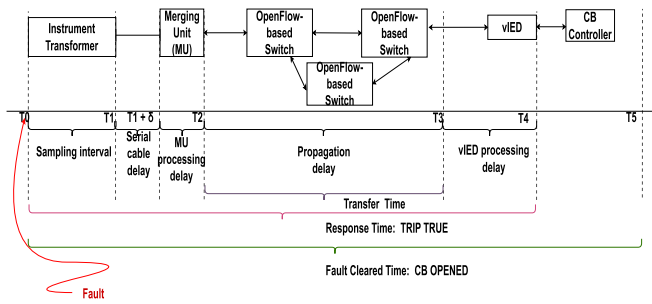 Instrument
Transformer
Merging
Unit
(MU)
OpenFlow-
based
Switch
OpenFlow-
based
Switch
OpenFlow-
based
Switch
vIED
CB
Controller
T0
T1
T1 + δ
T2
T3
T4
T5
Sampling interval
Serial
cable
delay
MU
processing
delay
Propagation
delay
vIED processing
delay
Transfer Time
Response Time: TRIP TRUE
Fault Cleared Time: CB OPENED
Fault